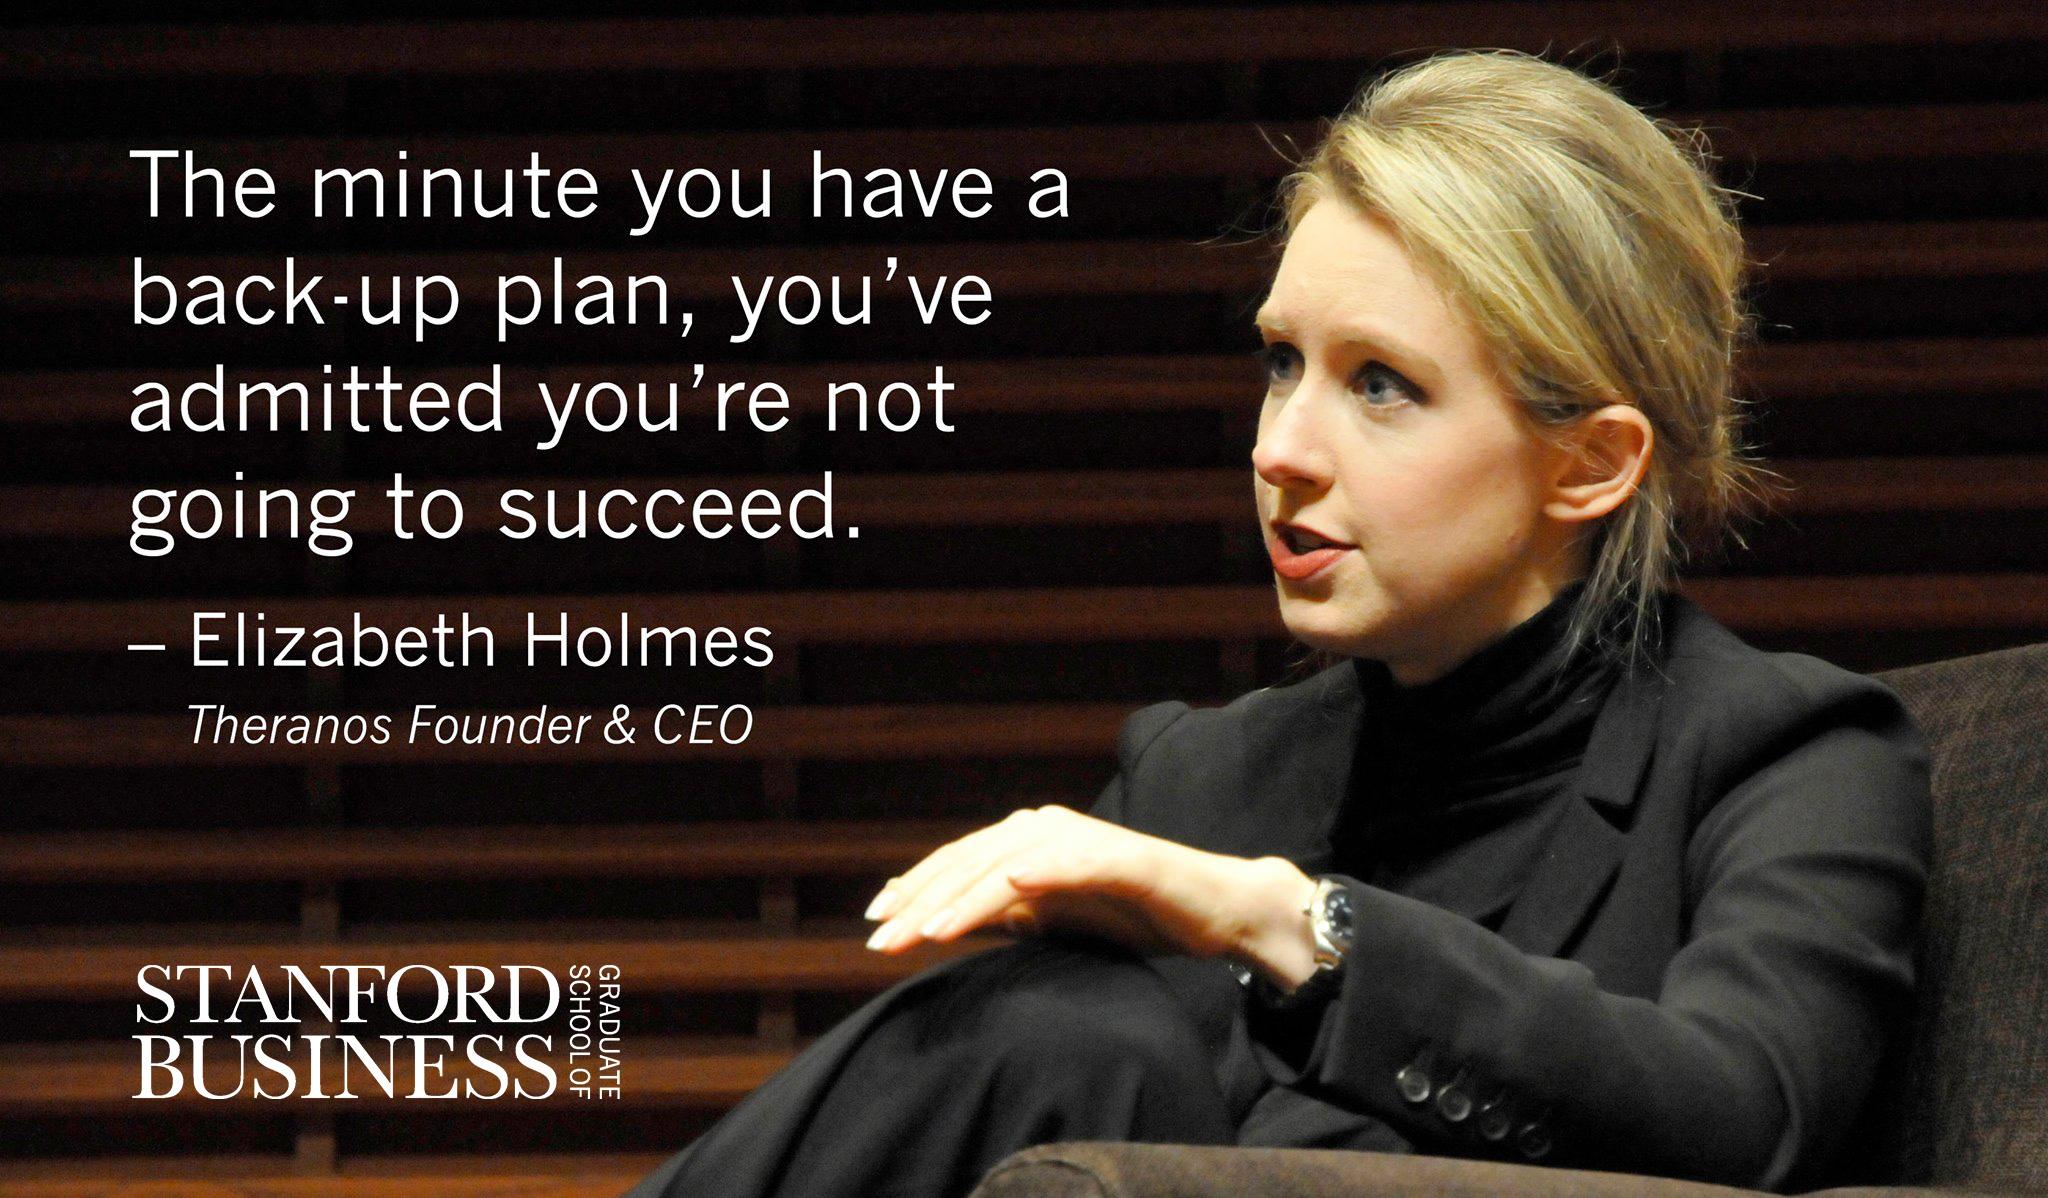 The minute you have a
back-up plan, you’ve
admitted you’re not
going to succeed.
– Elizabeth Holmes
Theranos Founder & CEO
STANFORD
BUSINESS
GRADUATE
SCHOOL OF